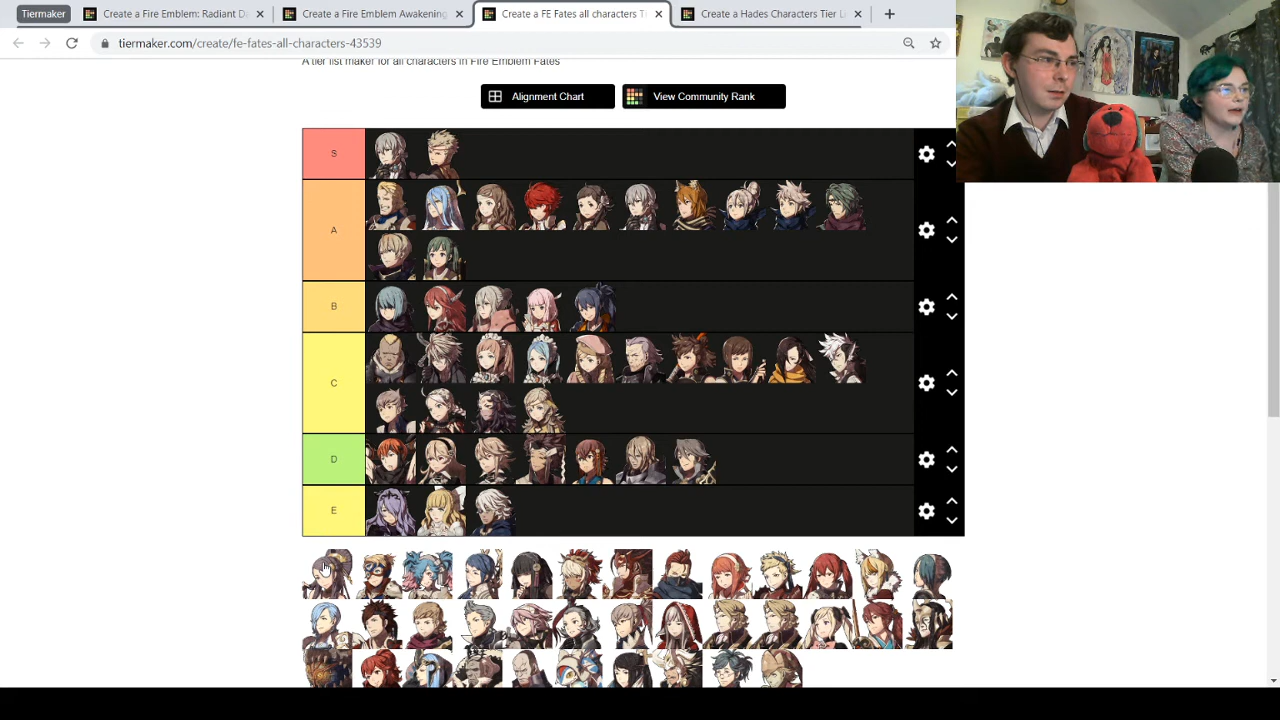 Tiermaker
Create a Fire Emblem: Radiant D
Create a Fire Emblem Awakening
Create a FE Fates all characters T
Create a Hades Characters Tier L
tiermaker.com/create/fe-fates-all-characters-43539
A tier list maker for all characters in Fire Emblem Fates
Alignment Chart
View Community Rank
S
A
B
C
D
E